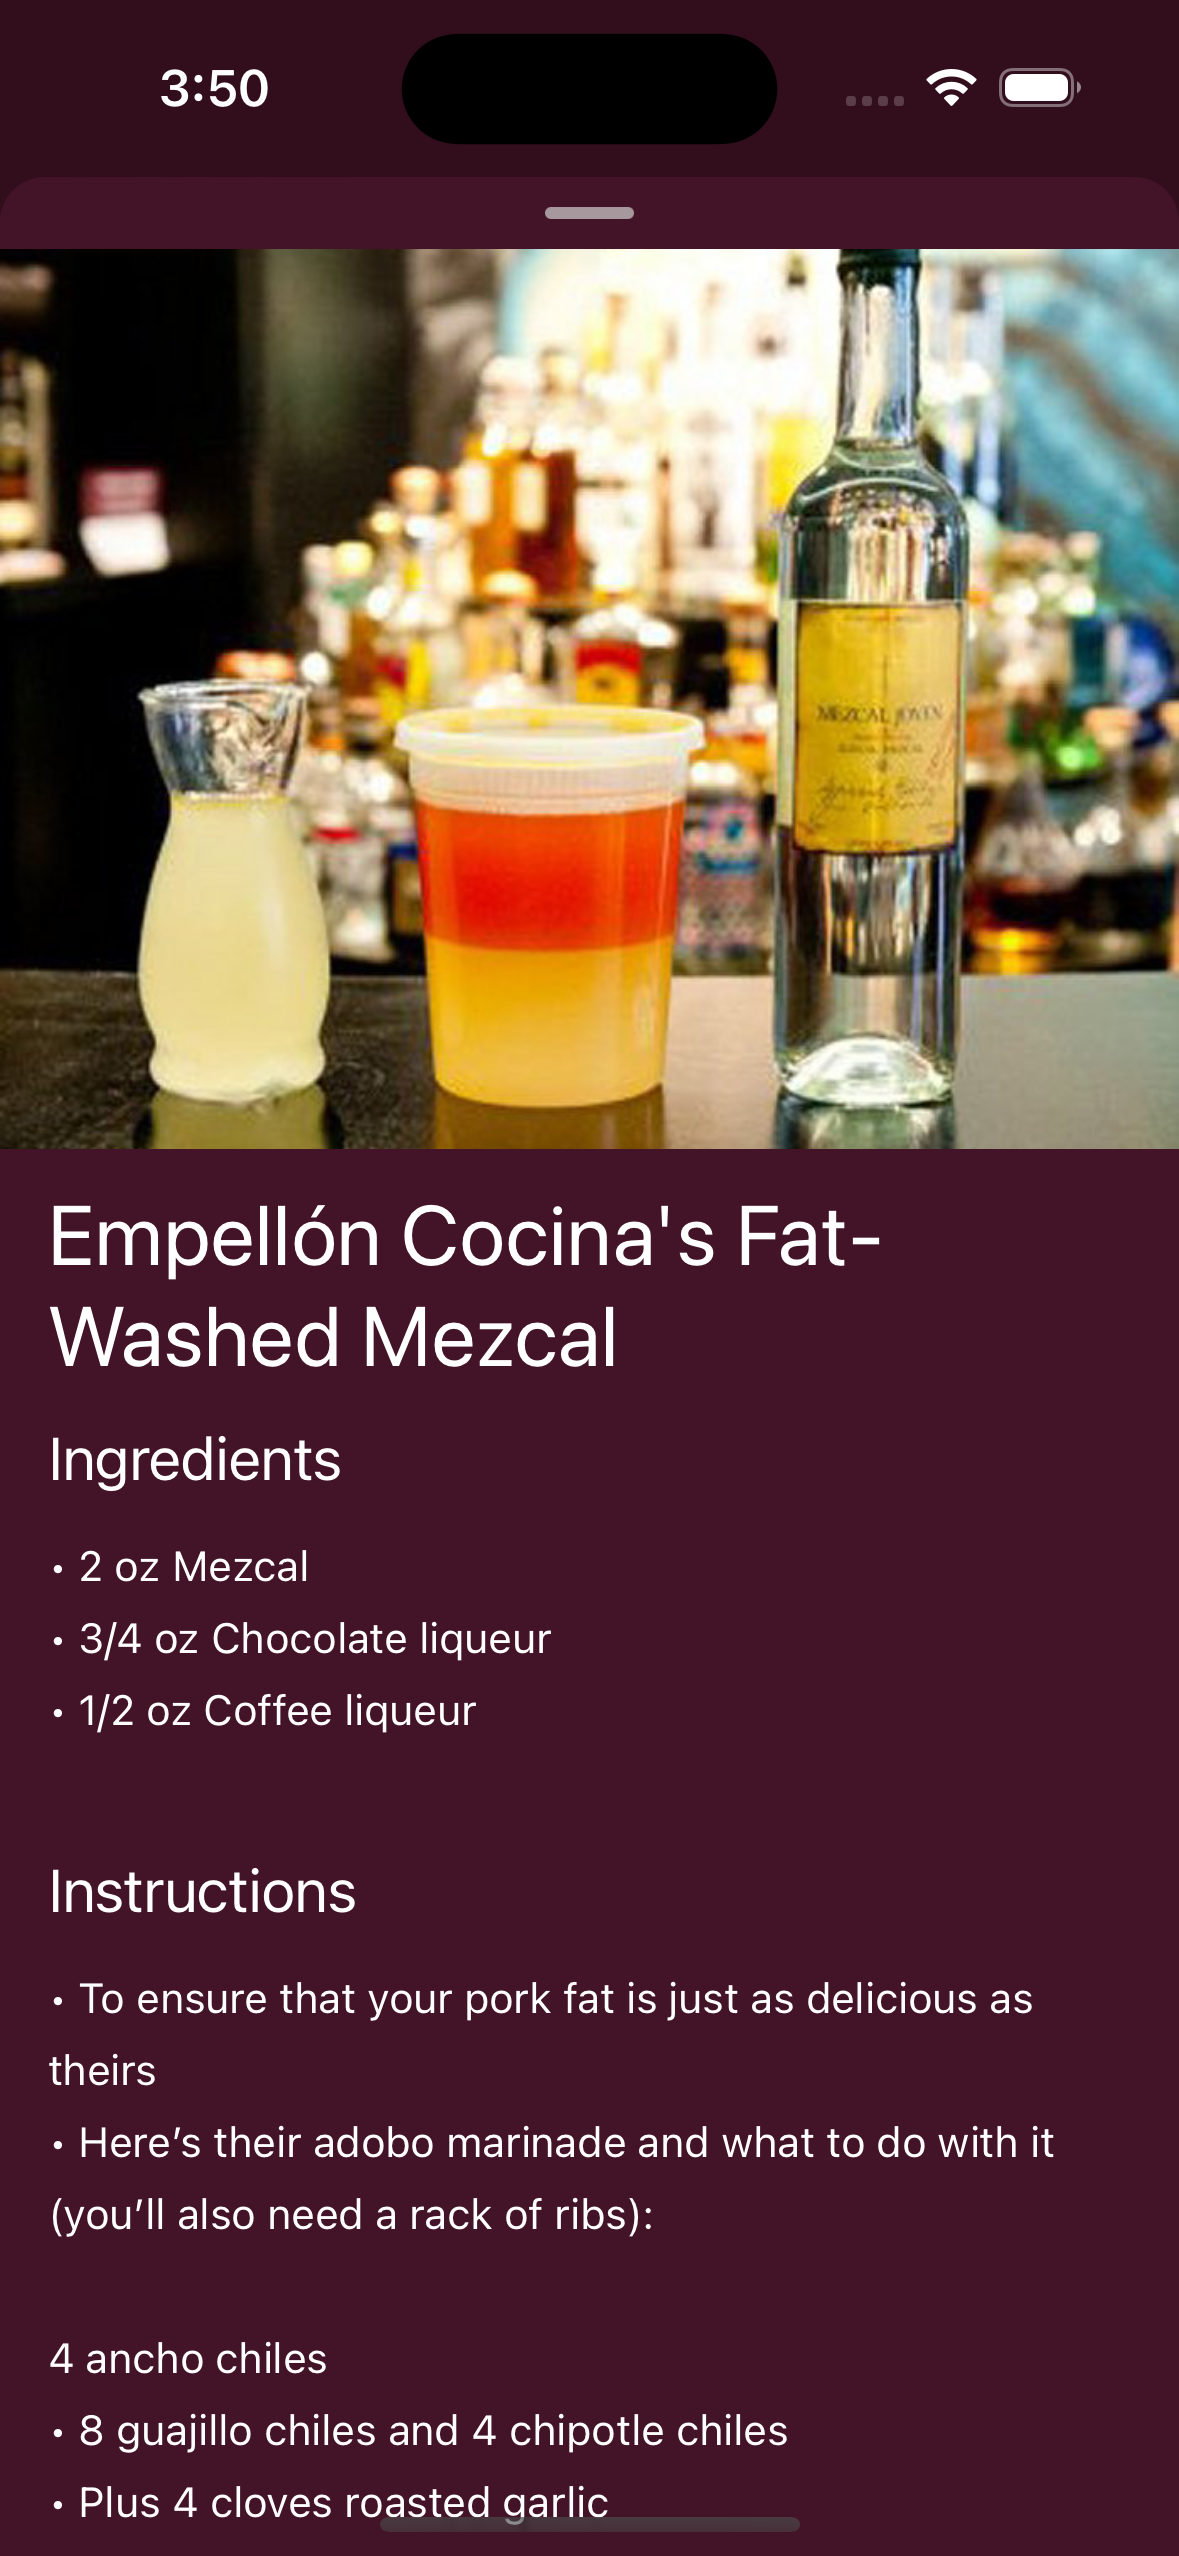 3:50
MEZCAL JOVEN
Empellón Cocina's Fat-
Washed Mezcal
Ingredients
• 2 oz Mezcal
• 3/4 oz Chocolate liqueur
• 1/2 oz Coffee liqueur
Instructions
• To ensure that your pork fat is just as delicious as
theirs
• Here’s their adobo marinade and what to do with it
(you’ll also need a rack of ribs):
4 ancho chiles
• 8 guajillo chiles and 4 chipotle chiles
• Plus 4 cloves roasted garlic